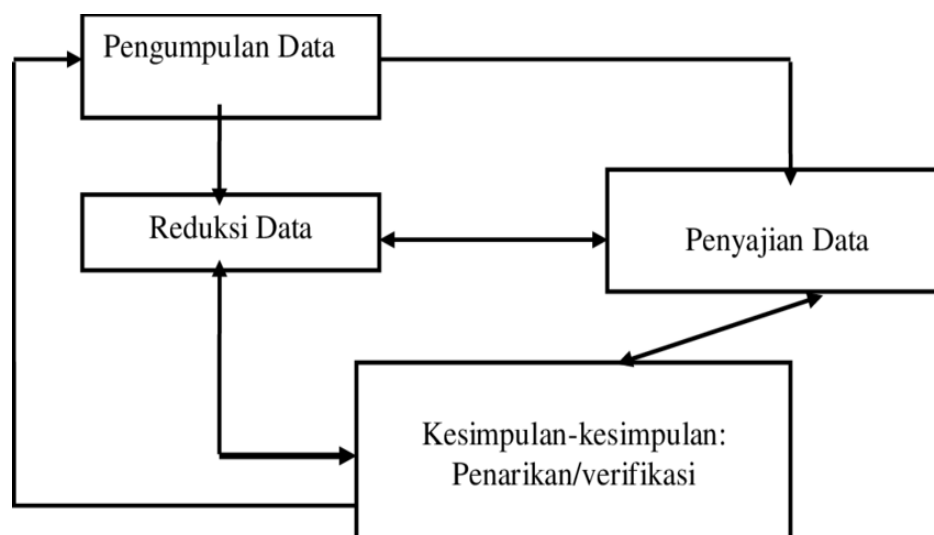 Pengumpulan Data
Reduksi Data
Penyajian Data
Kesimpulan-kesimpulan:
Penarikan/verifikasi